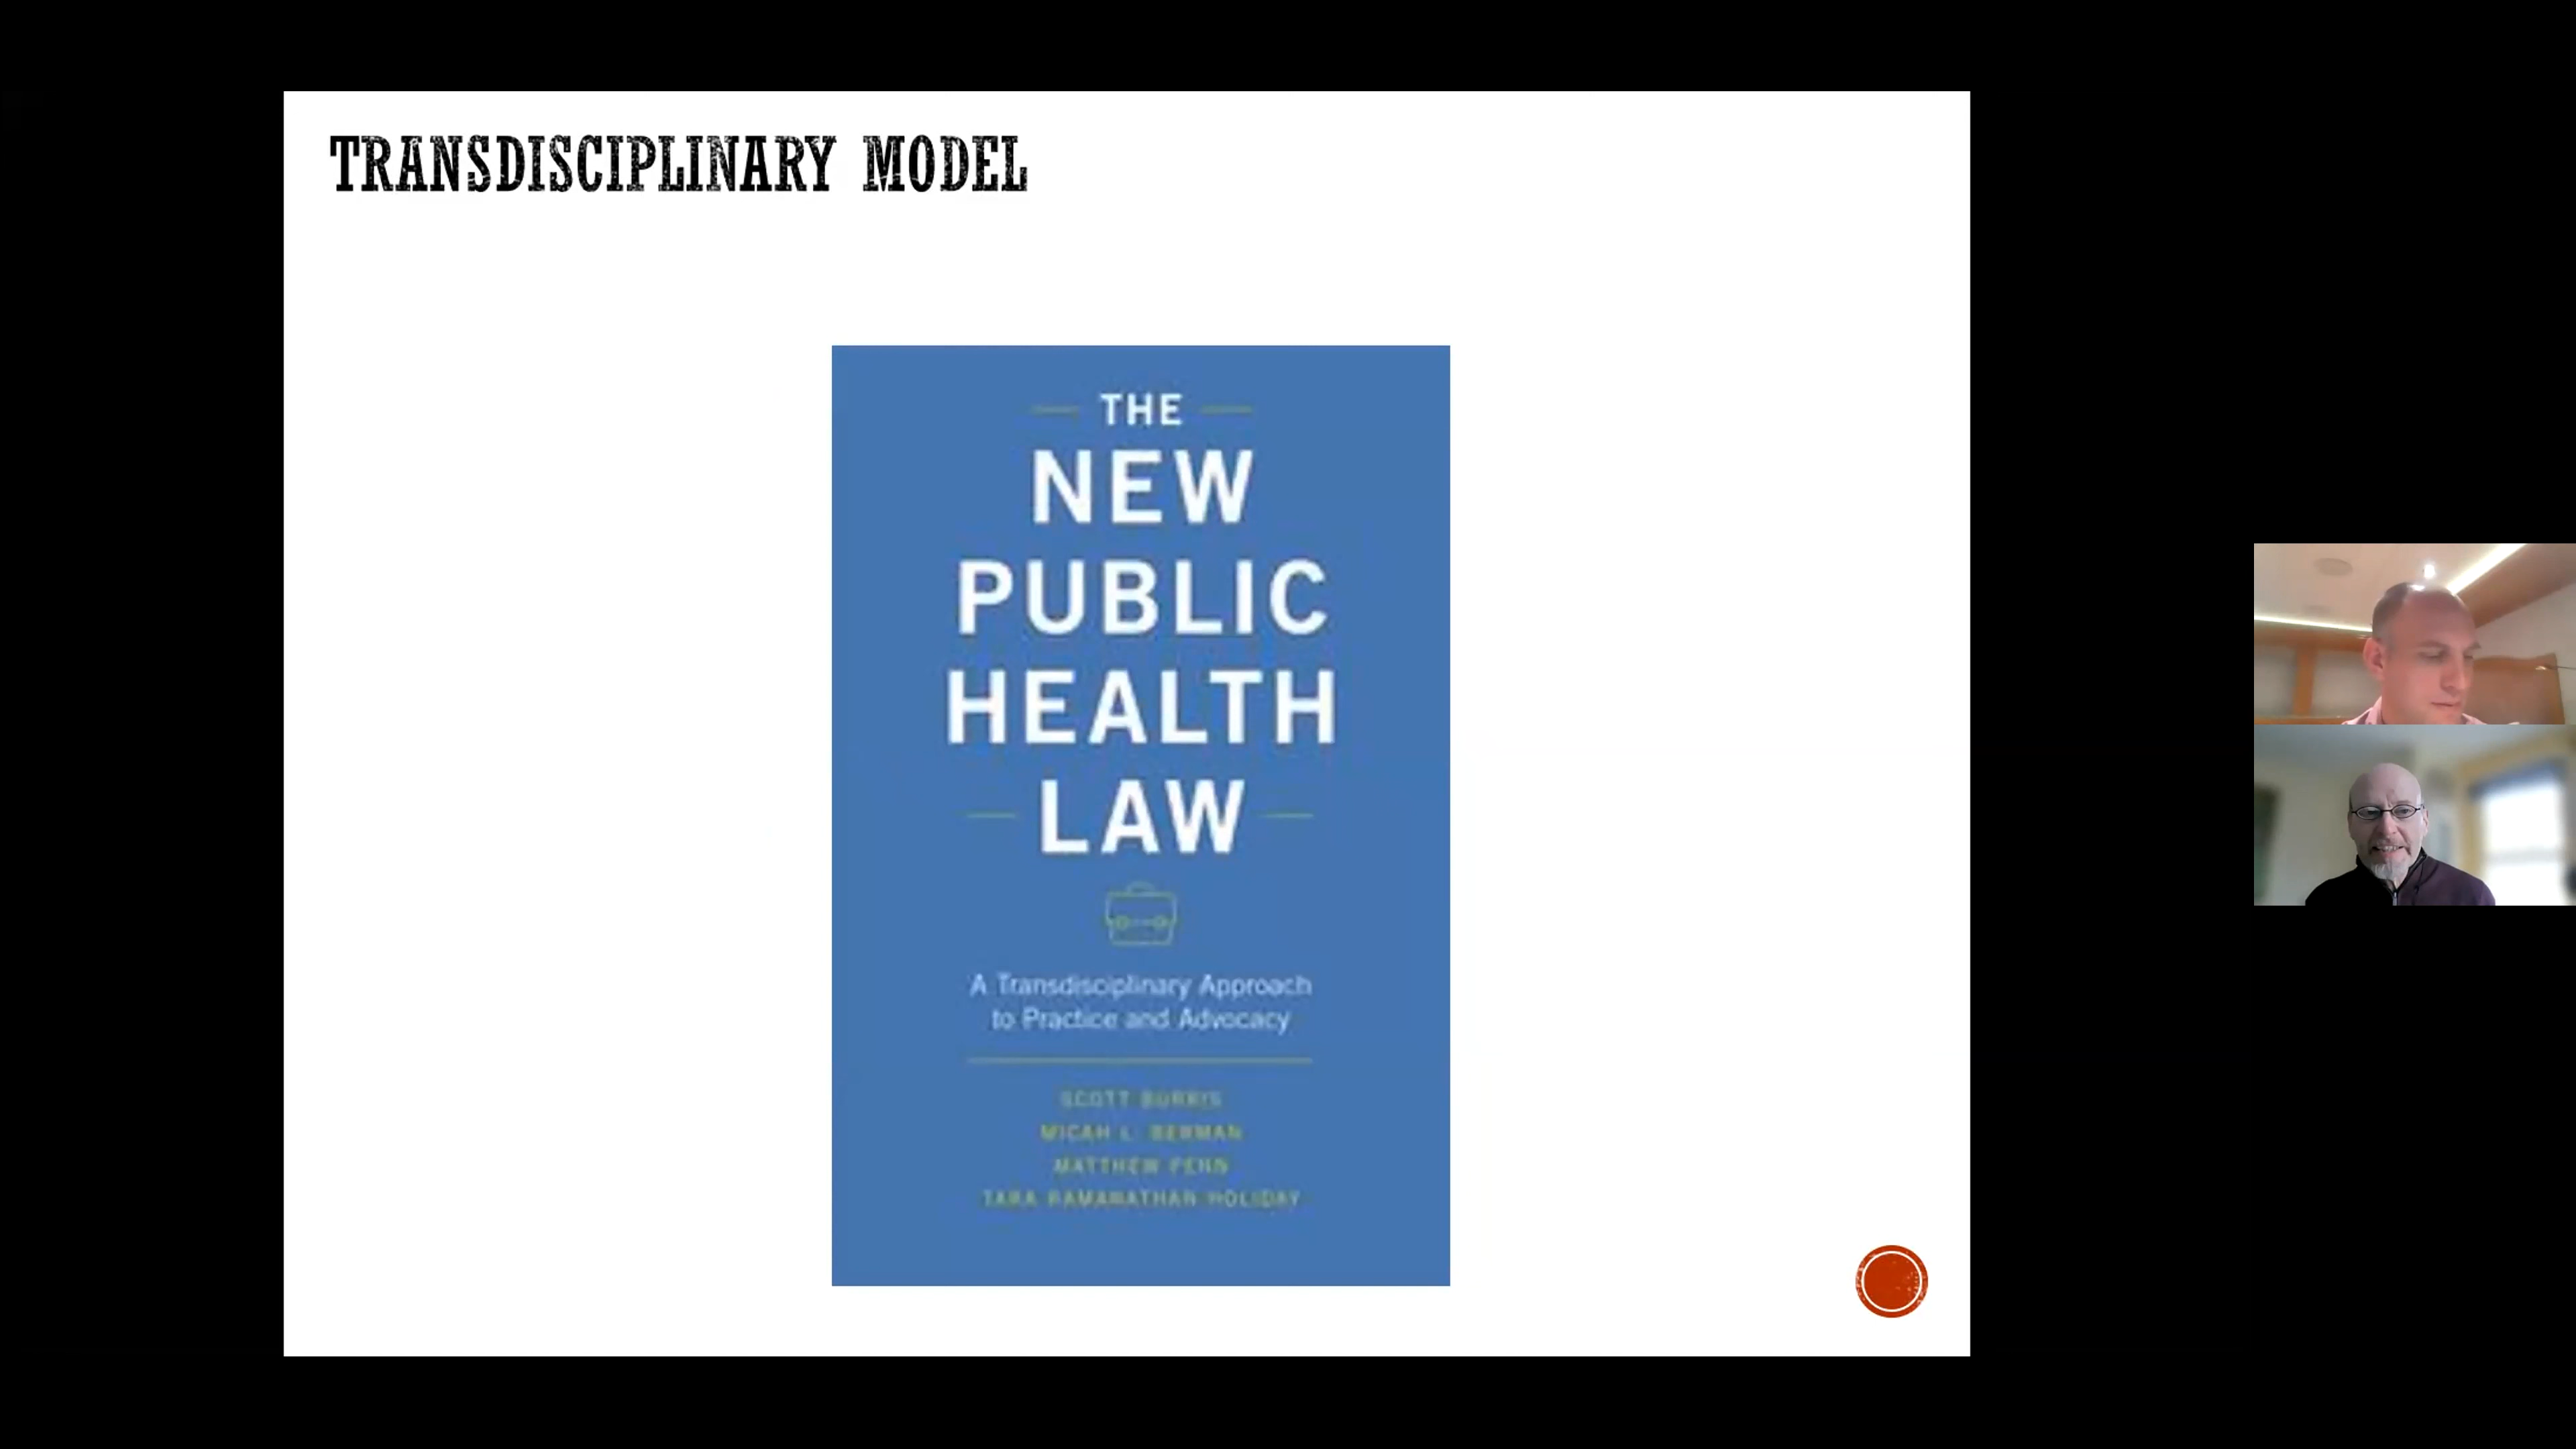 TRANSDISCIPLINARY MODEL
THE
NEW
PUBLIC
HEALTH
LAW
A Transdisciplinary Approach
to Practice and Advocacy
SCOTT BURRIS
MICAH L. BERMAN
MATTHEW PENN
TARA RAMANATHAN HOLIDAY